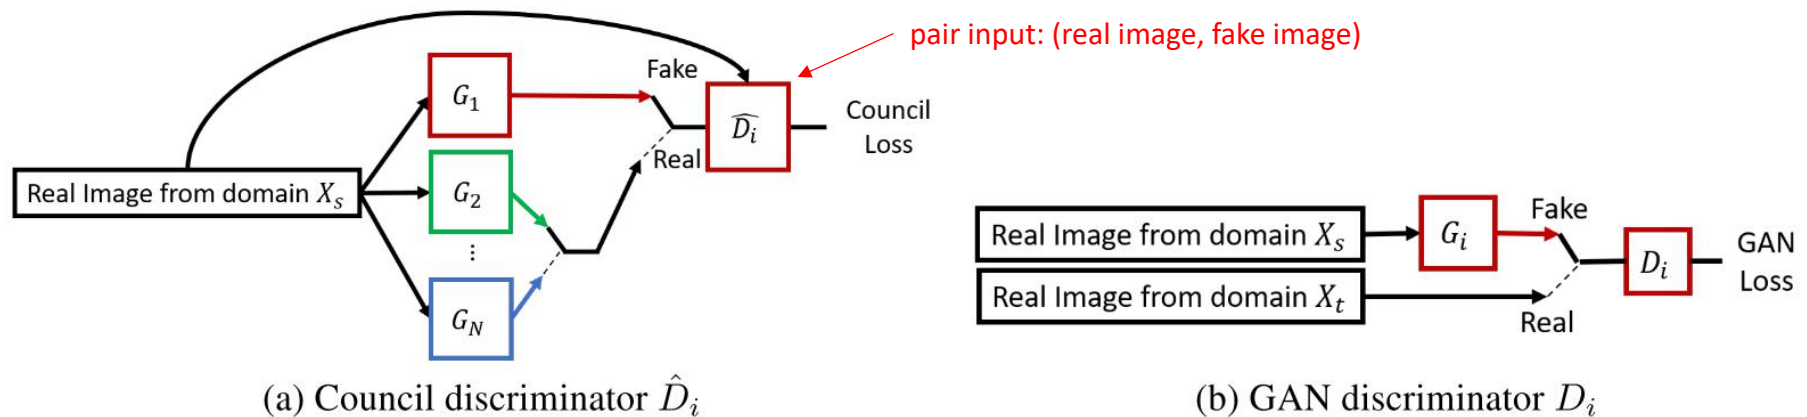 pair input: (real image, fake image)
Fake
G₁
Council
Loss
D̂ᵢ
Real
Real Image from domain Xₛ
G₂
⋮
G_N
(a) Council discriminator D̂ᵢ
Fake
Real Image from domain Xₛ
Gᵢ
GAN
Loss
Dᵢ
Real Image from domain Xₜ
Real
(b) GAN discriminator Dᵢ